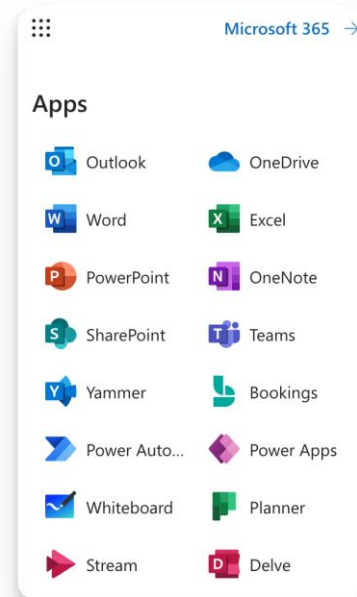 Microsoft 365 →
Apps
Outlook
OneDrive
Word
Excel
PowerPoint
OneNote
SharePoint
Teams
Yammer
Bookings
Power Auto...
Power Apps
Whiteboard
Planner
Stream
Delve